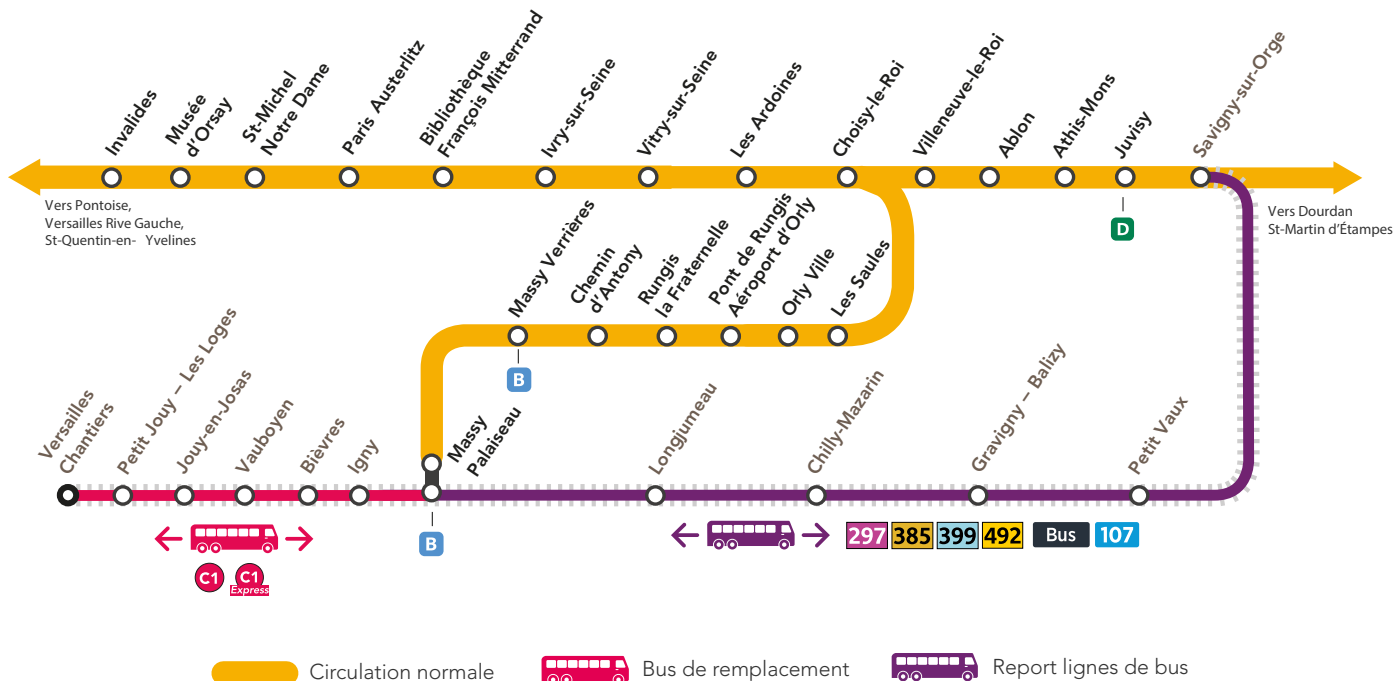 Invalides
Musée
d'Orsay
St-Michel
Notre Dame
Paris Austerlitz
Bibliothèque
François Mitterrand
Ivry-sur-Seine
Vitry-sur-Seine
Les Ardoines
Choisy-le-Roi
Villeneuve-le-Roi
Ablon
Athis-Mons
Juvisy
Savigny-sur-Orge
Vers Pontoise,
Versailles Rive Gauche,
St-Quentin-en- Yvelines
D
Vers Dourdan
St-Martin d'Étampes
Massy Verrières
Chemin
d'Antony
Rungis
la Fraternelle
Pont de Rungis
Aéroport d'Orly
Orly Ville
Les Saules
B
Versailles
Chantiers
Petit Jouy – Les Loges
Jouy-en-Josas
Vauboyen
Bièvres
Igny
Massy
Palaiseau
Longjumeau
Chilly-Mazarin
Gravigny – Balizy
Petit Vaux
B
297 385 399 492 Bus 107
C1 C1
Express
Circulation normale Bus de remplacement Report lignes de bus